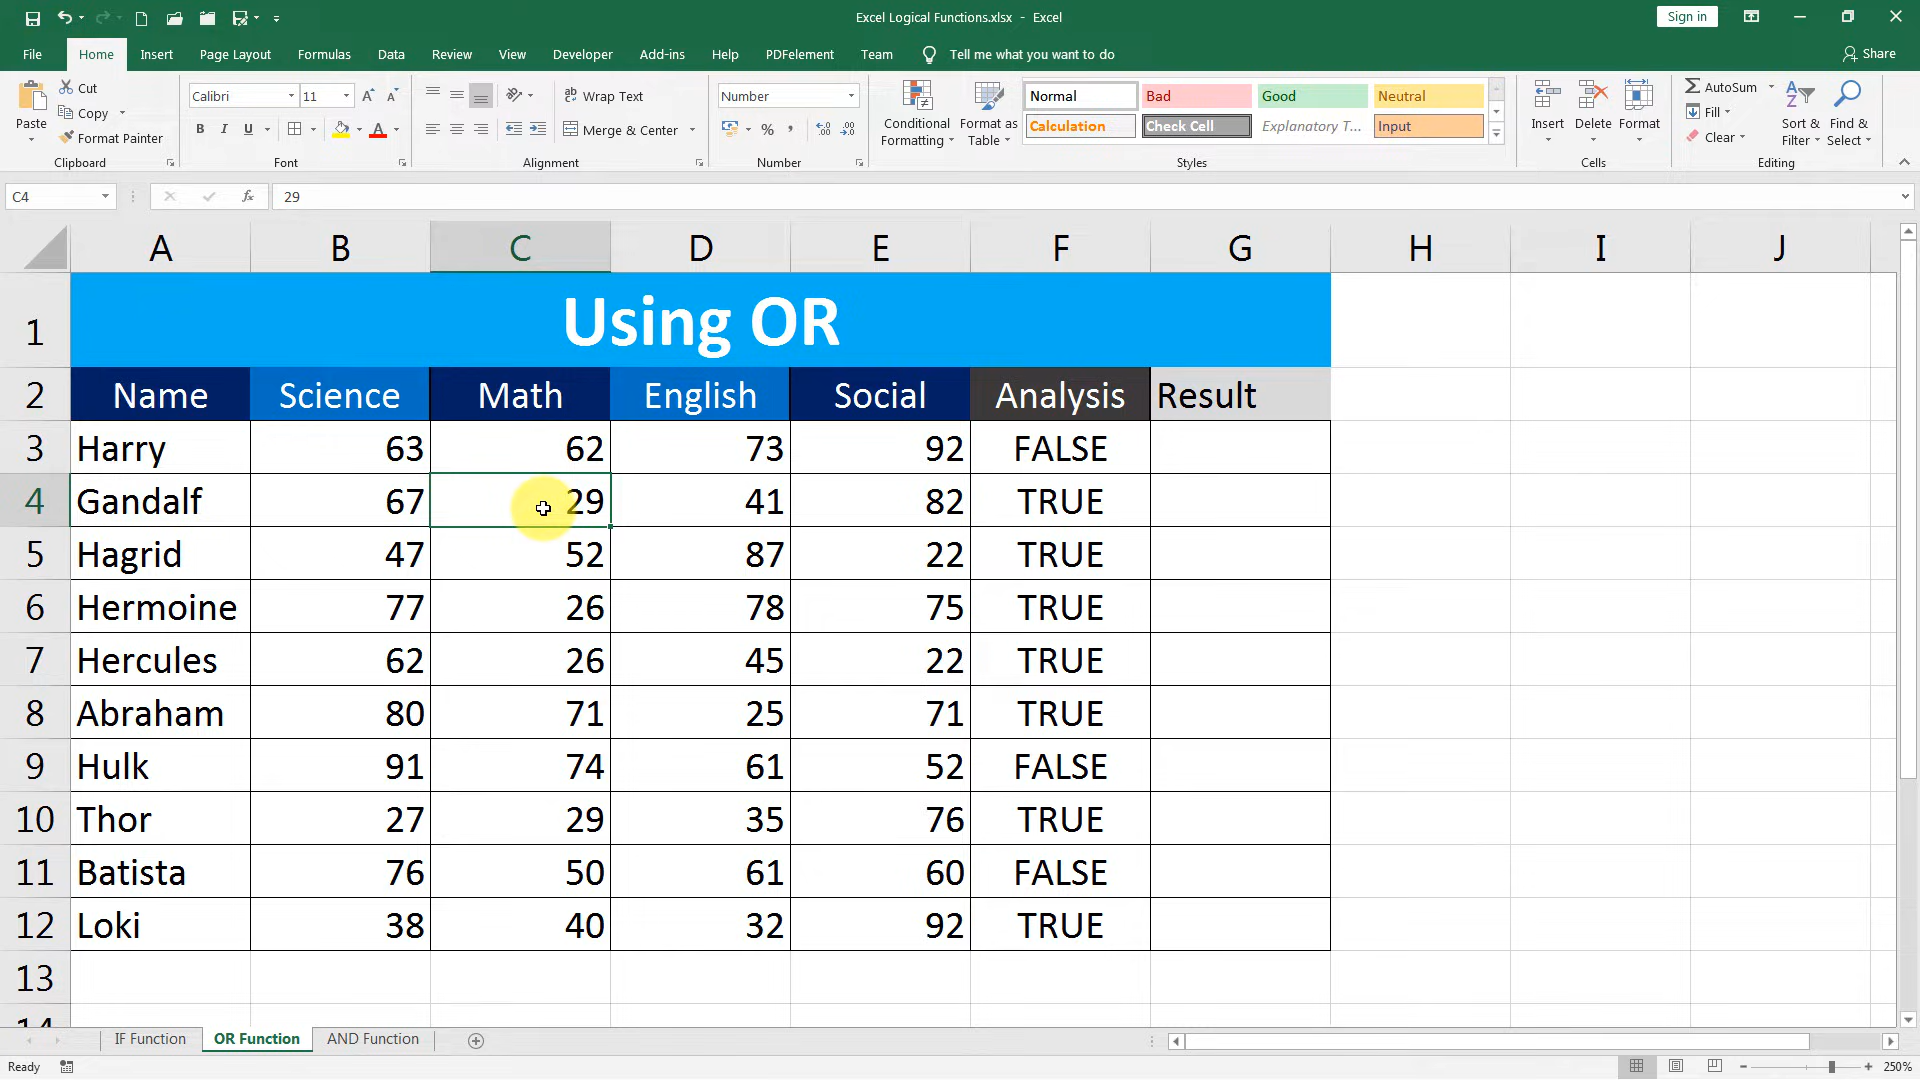 Excel Logical Functions.xlsx - Excel
Sign in
File Home Insert Page Layout Formulas Data Review View Developer Add-ins Help PDFelement Team Tell me what you want to do
Share
Paste
Cut
Copy
Format Painter
Clipboard
Calibri 11
B I U
A
Font
Wrap Text
Merge & Center
Alignment
Number
%
Number
Conditional Formatting
Format as Table
Normal Bad Good Neutral
Calculation Check Cell Explanatory T... Input
Styles
Insert Delete Format
Cells
AutoSum
Fill
Clear
Sort & Filter
Find & Select
Editing
C4 fx 29
A B C D E F G H I J
1 Using OR
2 Name Science Math English Social Analysis Result
3 Harry 63 62 73 92 FALSE
4 Gandalf 67 29 41 82 TRUE
5 Hagrid 47 52 87 22 TRUE
6 Hermoine 77 26 78 75 TRUE
7 Hercules 62 26 45 22 TRUE
8 Abraham 80 71 25 71 TRUE
9 Hulk 91 74 61 52 FALSE
10 Thor 27 29 35 76 TRUE
11 Batista 76 50 61 60 FALSE
12 Loki 38 40 32 92 TRUE
13
14
IF Function OR Function AND Function
Ready
250%